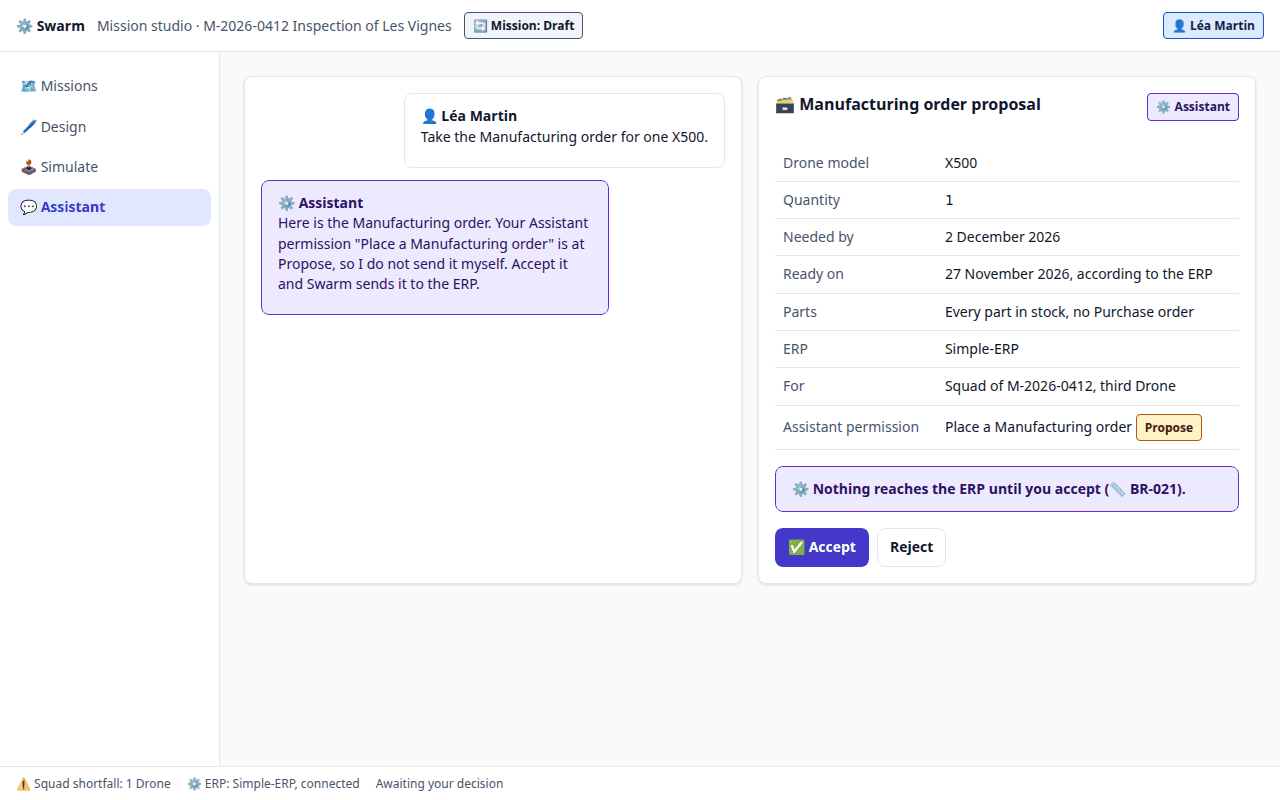 ⚙️ Swarm Mission studio · M-2026-0412 Inspection of Les Vignes 🔄 Mission: Draft 👤 Léa Martin
🗺️ Missions
🖊️ Design
🕹️ Simulate
💬 Assistant
👤 Léa Martin
Take the Manufacturing order for one X500.
⚙️ Assistant
Here is the Manufacturing order. Your Assistant
permission "Place a Manufacturing order" is at
Propose, so I do not send it myself. Accept it
and Swarm sends it to the ERP.
🗃️ Manufacturing order proposal ⚙️ Assistant
Drone model X500
Quantity 1
Needed by 2 December 2026
Ready on 27 November 2026, according to the ERP
Parts Every part in stock, no Purchase order
ERP Simple-ERP
For Squad of M-2026-0412, third Drone
Assistant permission Place a Manufacturing order Propose
⚙️ Nothing reaches the ERP until you accept (📏 BR-021).
✅ Accept Reject
⚠️ Squad shortfall: 1 Drone ⚙️ ERP: Simple-ERP, connected Awaiting your decision